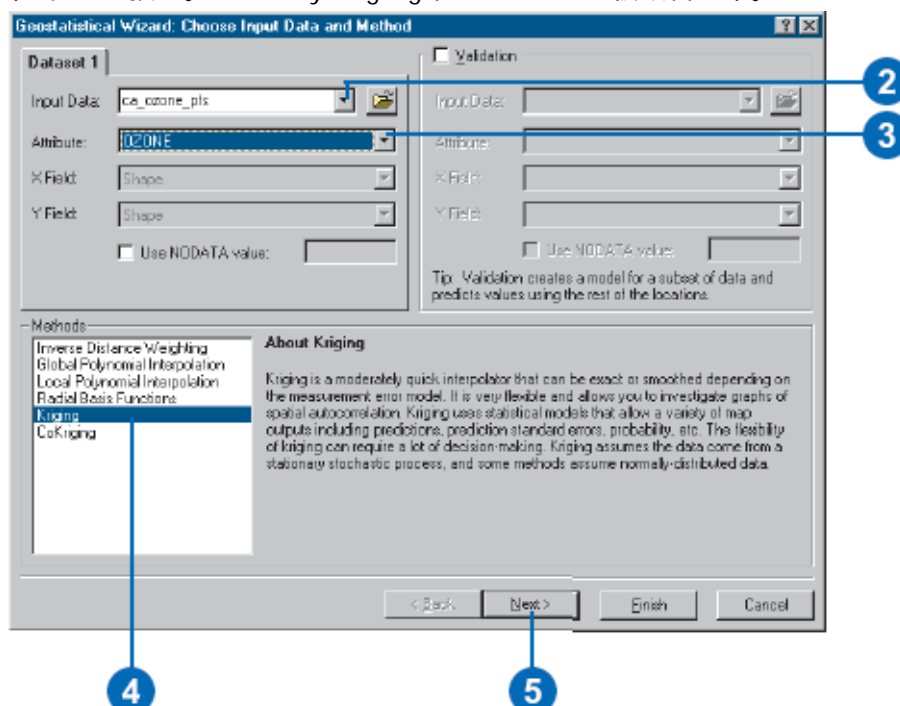 Geostatistical Wizard: Choose Input Data and Method
Dataset 1
Input Data: ca_ozone_pts
Attribute: OZONE
X Field: Shape
Y Field: Shape
Use NODATA value:
Validation
Input Data:
Attribute:
X Field:
Y Field:
Use NODATA value:
Tip: Validation creates a model for a subset of data and
predicts values using the rest of the locations.
2
3
Methods
Inverse Distance Weighting
Global Polynomial Interpolation
Local Polynomial Interpolation
Radial Basis Functions
Kriging
CoKriging
About Kriging
Kriging is a moderately quick interpolator that can be exact or smoothed depending on
the measurement error model. It is very flexible and allows you to investigate graphs of
spatial autocorrelation. Kriging uses statistical models that allow a variety of map
outputs including predictions, prediction standard errors, probability, etc. The flexibility
of kriging can require a lot of decision-making. Kriging assumes the data come from a
stationary stochastic process, and some methods assume normally-distributed data.
< Back
Next >
Finish
Cancel
4
5